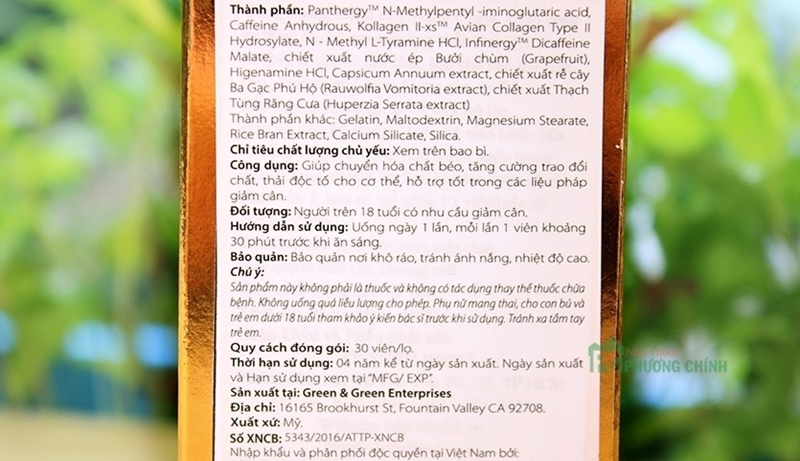 Thành phần: Panthergy™ N-Methylpentyl -iminoglutaric acid,
Caffeine Anhydrous, Kollagen II-xs™ Avian Collagen Type II
Hydrosylate, N - Methyl L-Tyramine HCl, Infinergy™ Dicaffeine
Malate, chiết xuất nước ép Bưởi chùm (Grapefruit),
Higenamine HCl, Capsicum Annuum extract, chiết xuất rễ cây
Ba Gạc Phú Hộ (Rauwolfia Vomitoria extract), chiết xuất Thạch
Tùng Răng Cưa (Huperzia Serrata extract)
Thành phần khác: Gelatin, Maltodextrin, Magnesium Stearate,
Rice Bran Extract, Calcium Silicate, Silica.
Chỉ tiêu chất lượng chủ yếu: Xem trên bao bì.
Công dụng: Giúp chuyển hóa chất béo, tăng cường trao đổi
chất, thải độc tố cho cơ thể, hỗ trợ tốt trong các liệu pháp
giảm cân.
Đối tượng: Người trên 18 tuổi có nhu cầu giảm cân.
Hướng dẫn sử dụng: Uống ngày 1 lần, mỗi lần 1 viên khoảng
30 phút trước khi ăn sáng.
Bảo quản: Bảo quản nơi khô ráo, tránh ánh nắng, nhiệt độ cao.
Chú ý:
Sản phẩm này không phải là thuốc và không có tác dụng thay thế thuốc chữa
bệnh. Không uống quá liều lượng cho phép. Phụ nữ mang thai, cho con bú và
trẻ em dưới 18 tuổi tham khảo ý kiến bác sĩ trước khi sử dụng. Tránh xa tầm tay
trẻ em.
Quy cách đóng gói: 30 viên/lọ.
Thời hạn sử dụng: 04 năm kể từ ngày sản xuất. Ngày sản xuất
và Hạn sử dụng xem tại "MFG/ EXP".
Sản xuất tại: Green & Green Enterprises
Địa chỉ: 16165 Brookhurst St, Fountain Valley CA 92708.
Xuất xứ: Mỹ.
Số XNCB: 5343/2016/ATTP-XNCB
Nhập khẩu và phân phối độc quyền tại Việt Nam bởi:
PHƯƠNG CHÍNH